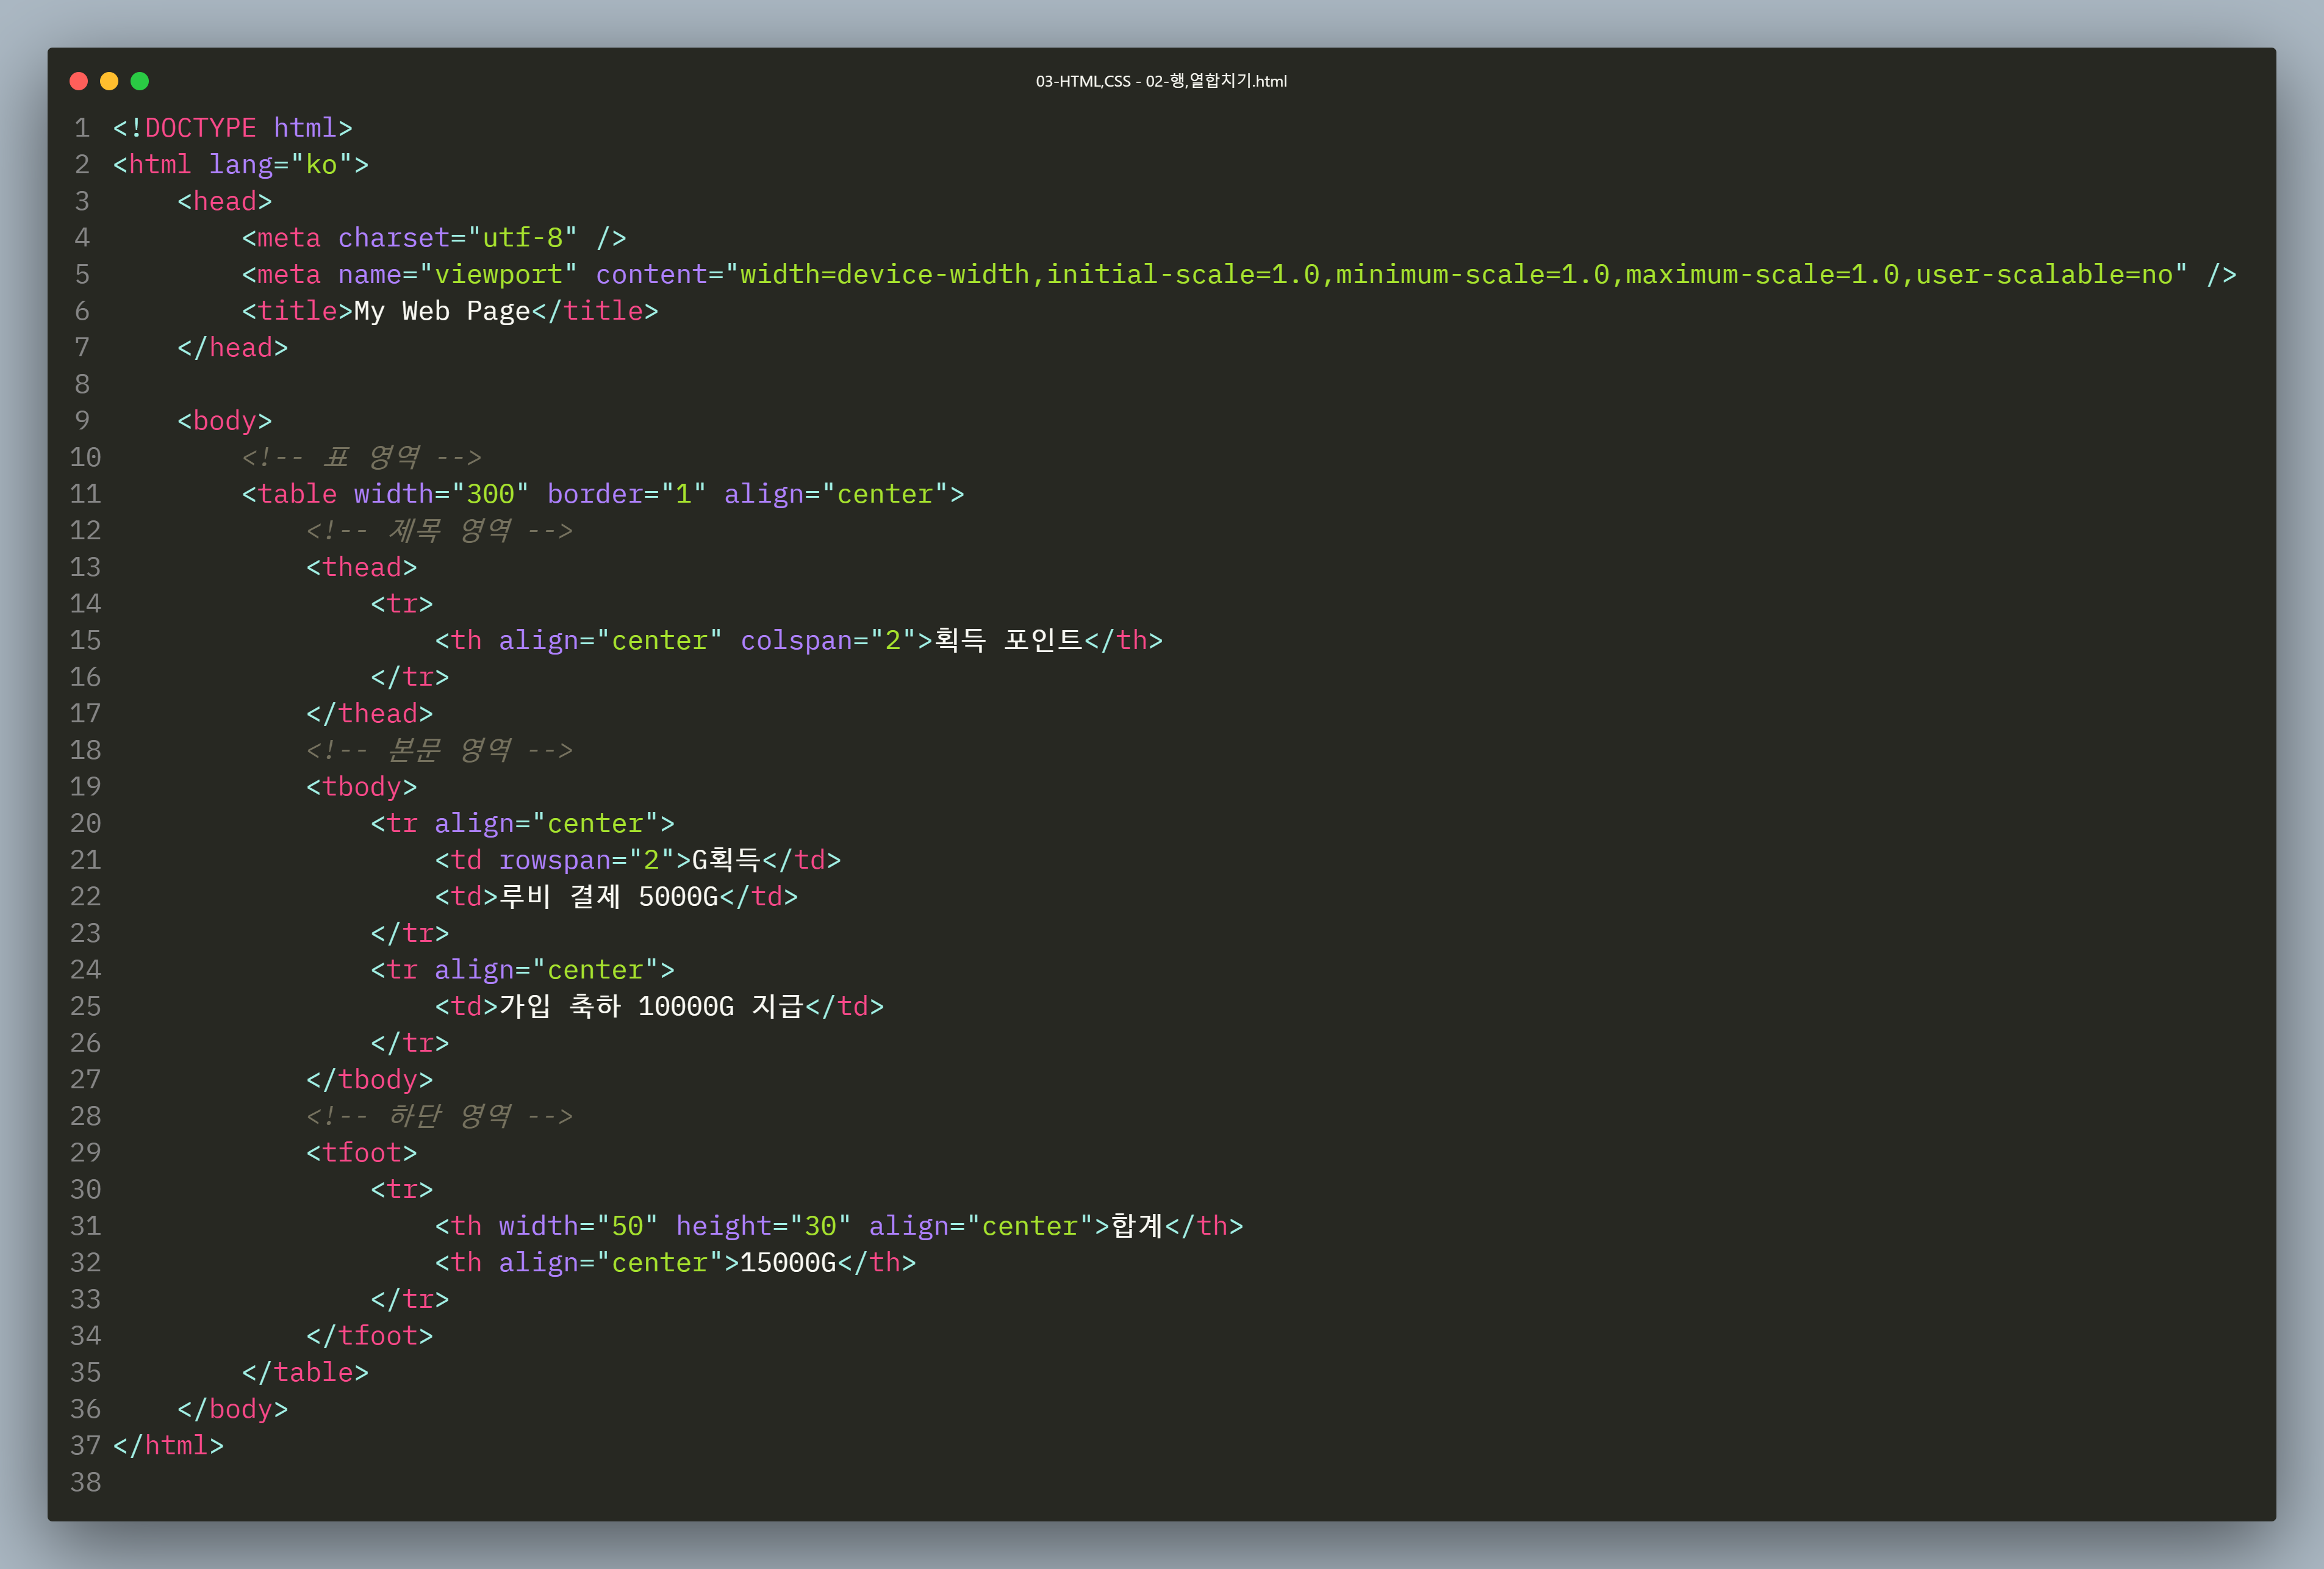 03-HTML,CSS - 02-행,열합치기.html
1 <!DOCTYPE html>
2 <html lang="ko">
3     <head>
4         <meta charset="utf-8" />
5         <meta name="viewport" content="width=device-width,initial-scale=1.0,minimum-scale=1.0,maximum-scale=1.0,user-scalable=no" />
6         <title>My Web Page</title>
7     </head>
8
9     <body>
10         <!-- 표 영역 -->
11         <table width="300" border="1" align="center">
12             <!-- 제목 영역 -->
13             <thead>
14                 <tr>
15                     <th align="center" colspan="2">획득 포인트</th>
16                 </tr>
17             </thead>
18             <!-- 본문 영역 -->
19             <tbody>
20                 <tr align="center">
21                     <td rowspan="2">G획득</td>
22                     <td>루비 결제 5000G</td>
23                 </tr>
24                 <tr align="center">
25                     <td>가입 축하 10000G 지급</td>
26                 </tr>
27             </tbody>
28             <!-- 하단 영역 -->
29             <tfoot>
30                 <tr>
31                     <th width="50" height="30" align="center">합계</th>
32                     <th align="center">15000G</th>
33                 </tr>
34             </tfoot>
35         </table>
36     </body>
37 </html>
38